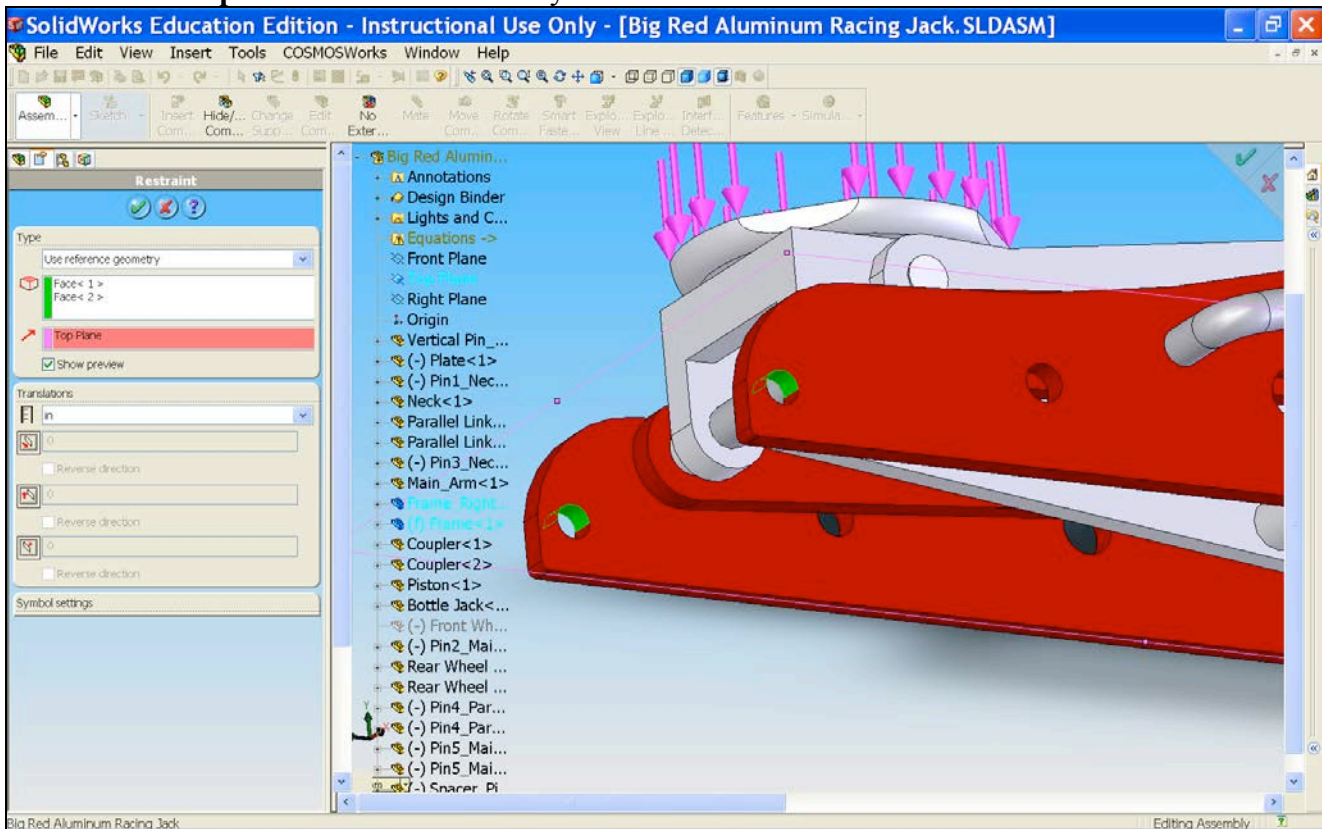 SolidWorks Education Edition - Instructional Use Only - [Big Red Aluminum Racing Jack.SLDASM]
File Edit View Insert Tools COSMOSWorks Window Help
Assem... Sketch Insert Com... Hide/... Com... Change Supp... Edit Com... No Exter... Mate Move Com... Rotate Com... Smart Faste... Explo... View Explo... Line ... Interf... Detec... Features Simula...
Restraint
Type
Use reference geometry
Face< 1 >
Face< 2 >
Top Plane
Show preview
Translations
in
0
Reverse direction
0
Reverse direction
0
Reverse direction
Symbol settings
Big Red Alumin...
Annotations
Design Binder
Lights and C...
Equations ->
Front Plane
Top Plane
Right Plane
Origin
Vertical Pin_...
(-) Plate<1>
(-) Pin1_Nec...
Neck<1>
Parallel Link...
Parallel Link...
(-) Pin3_Nec...
Main_Arm<1>
Frame_Right...
(f) Frame<1>
Coupler<1>
Coupler<2>
Piston<1>
Bottle Jack<...
(-) Front Wh...
(-) Pin2_Mai...
Rear Wheel ...
Rear Wheel ...
(-) Pin4_Par...
(-) Pin4_Par...
(-) Pin5_Mai...
(-) Pin5_Mai...
(-) Spacer_Pi
Y
X
Big Red Aluminum Racing Jack
Editing Assembly